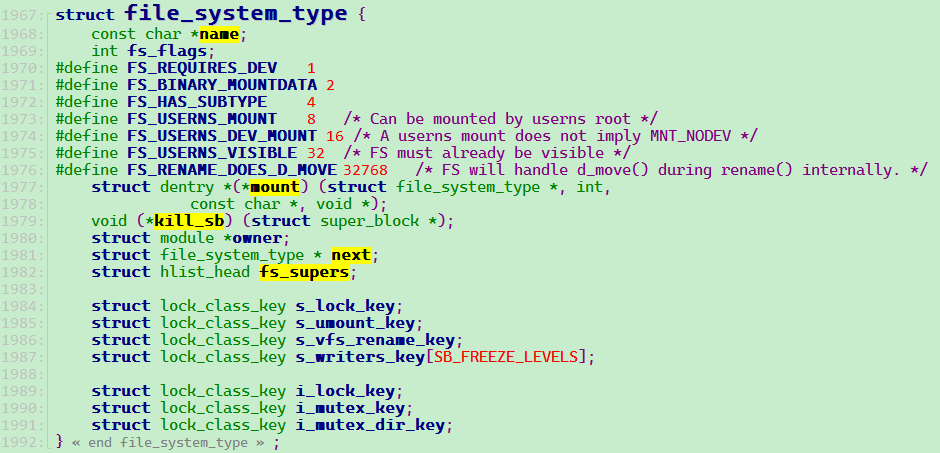 1967: struct file_system_type {
1968:     const char *name;
1969:     int fs_flags;
1970: #define FS_REQUIRES_DEV    1
1971: #define FS_BINARY_MOUNTDATA 2
1972: #define FS_HAS_SUBTYPE     4
1973: #define FS_USERNS_MOUNT    8   /* Can be mounted by userns root */
1974: #define FS_USERNS_DEV_MOUNT 16 /* A userns mount does not imply MNT_NODEV */
1975: #define FS_USERNS_VISIBLE 32  /* FS must already be visible */
1976: #define FS_RENAME_DOES_D_MOVE 32768   /* FS will handle d_move() during rename() internally. */
1977:     struct dentry *(*mount) (struct file_system_type *, int,
1978:                const char *, void *);
1979:     void (*kill_sb) (struct super_block *);
1980:     struct module *owner;
1981:     struct file_system_type * next;
1982:     struct hlist_head fs_supers;
1983:
1984:     struct lock_class_key s_lock_key;
1985:     struct lock_class_key s_umount_key;
1986:     struct lock_class_key s_vfs_rename_key;
1987:     struct lock_class_key s_writers_key[SB_FREEZE_LEVELS];
1988:
1989:     struct lock_class_key i_lock_key;
1990:     struct lock_class_key i_mutex_key;
1991:     struct lock_class_key i_mutex_dir_key;
1992: } « end file_system_type » ;